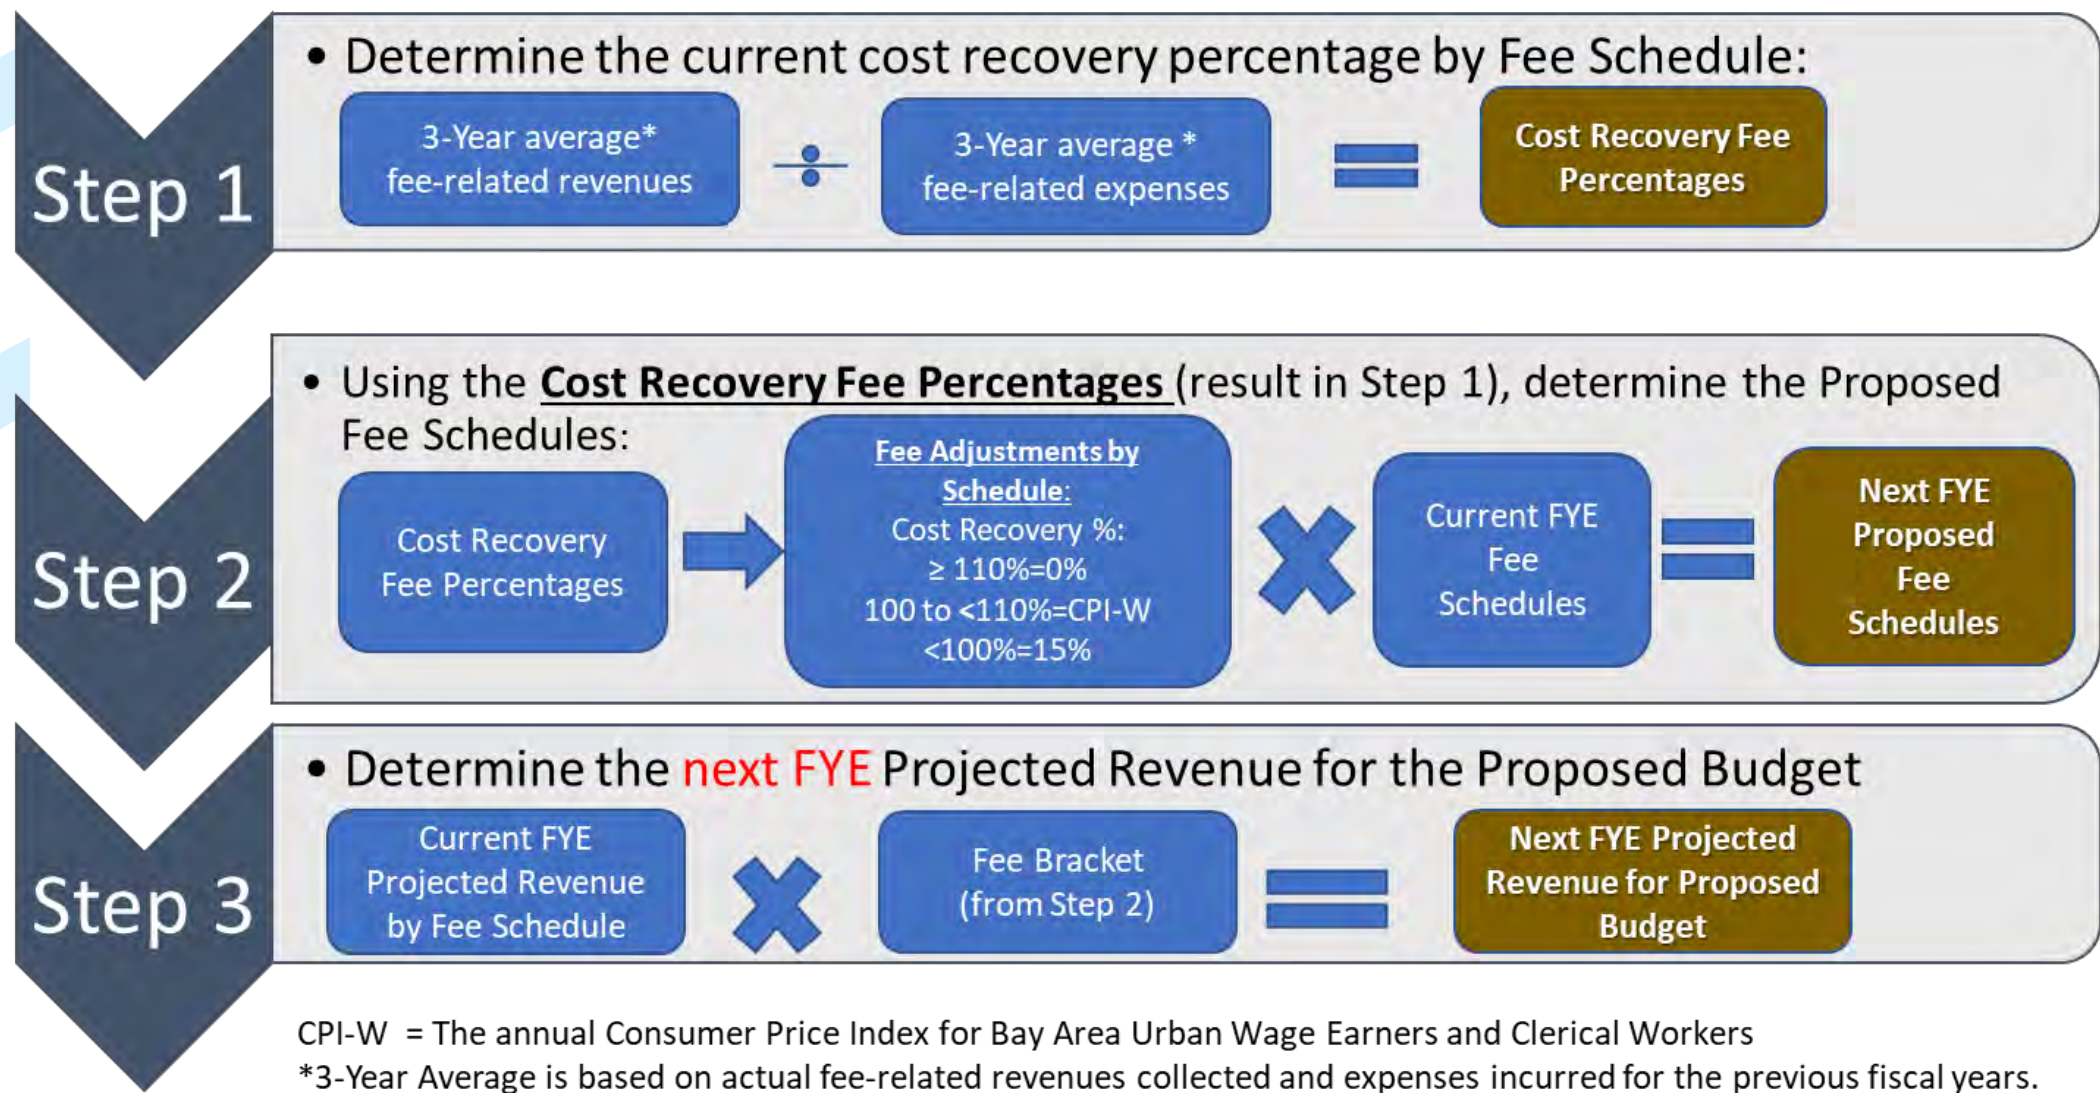 Step 1
• Determine the current cost recovery percentage by Fee Schedule:
3-Year average*
fee-related revenues
÷
3-Year average *
fee-related expenses
=
Cost Recovery Fee
Percentages
Step 2
• Using the Cost Recovery Fee Percentages (result in Step 1), determine the Proposed
Fee Schedules:
Cost Recovery
Fee Percentages
Fee Adjustments by
Schedule:
Cost Recovery %:
≥ 110%=0%
100 to <110%=CPI-W
<100%=15%
Current FYE
Fee
Schedules
=
Next FYE
Proposed
Fee
Schedules
Step 3
• Determine the next FYE Projected Revenue for the Proposed Budget
Current FYE
Projected Revenue
by Fee Schedule
Fee Bracket
(from Step 2)
=
Next FYE Projected
Revenue for Proposed
Budget
CPI-W = The annual Consumer Price Index for Bay Area Urban Wage Earners and Clerical Workers
*3-Year Average is based on actual fee-related revenues collected and expenses incurred for the previous fiscal years.